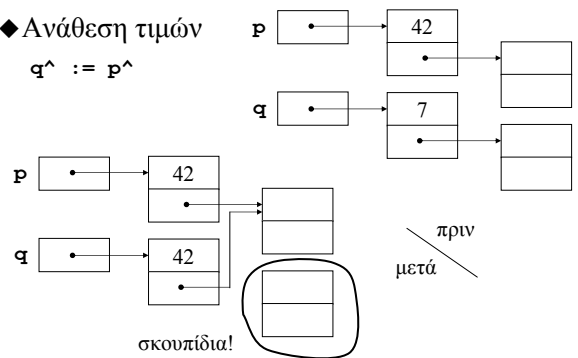 ◆Ανάθεση τιμών
q^ := p^
p
42
q
7
p
42
q
42
πριν
μετά
σκουπίδια!